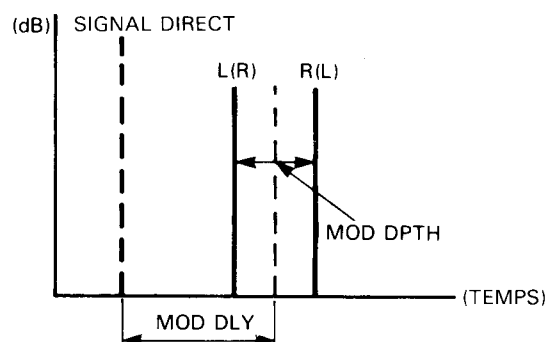 (dB) SIGNAL DIRECT
L(R) R(L)
MOD DPTH
(TEMPS)
MOD DLY